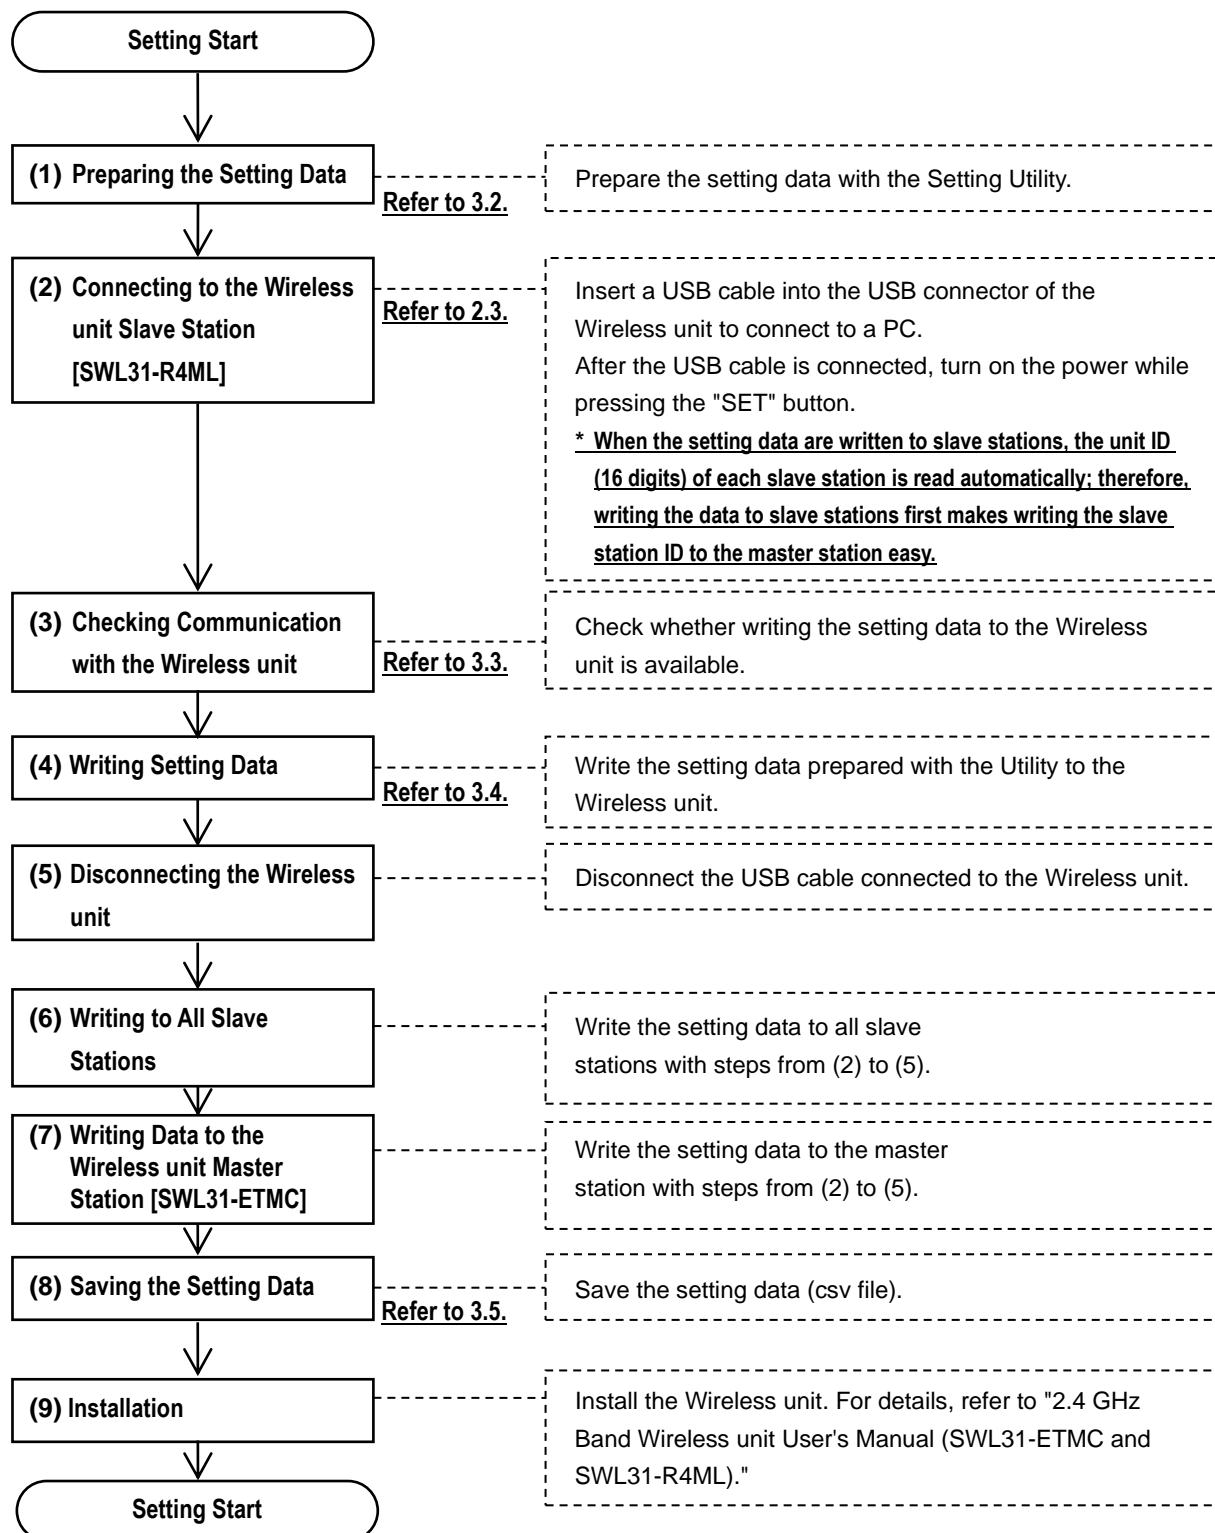 Setting Start
(1) Preparing the Setting Data
Refer to 3.2.
Prepare the setting data with the Setting Utility.
(2) Connecting to the Wireless
unit Slave Station
[SWL31-R4ML]
Refer to 2.3.
Insert a USB cable into the USB connector of the
Wireless unit to connect to a PC.
After the USB cable is connected, turn on the power while
pressing the "SET" button.
* When the setting data are written to slave stations, the unit ID
(16 digits) of each slave station is read automatically; therefore,
writing the data to slave stations first makes writing the slave
station ID to the master station easy.
(3) Checking Communication
with the Wireless unit
Refer to 3.3.
Check whether writing the setting data to the Wireless
unit is available.
(4) Writing Setting Data
Refer to 3.4.
Write the setting data prepared with the Utility to the
Wireless unit.
(5) Disconnecting the Wireless
unit
Disconnect the USB cable connected to the Wireless unit.
(6) Writing to All Slave
Stations
Write the setting data to all slave
stations with steps from (2) to (5).
(7) Writing Data to the
Wireless unit Master
Station [SWL31-ETMC]
Write the setting data to the master
station with steps from (2) to (5).
(8) Saving the Setting Data
Refer to 3.5.
Save the setting data (csv file).
(9) Installation
Install the Wireless unit. For details, refer to "2.4 GHz
Band Wireless unit User's Manual (SWL31-ETMC and
SWL31-R4ML)."
Setting Start